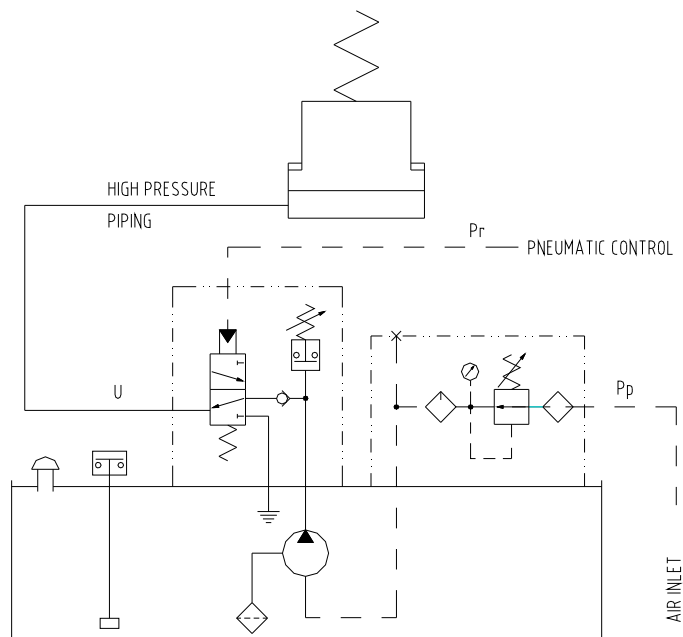 HIGH PRESSURE
PIPING
Pr
PNEUMATIC CONTROL
U
Pp
AIR INLET